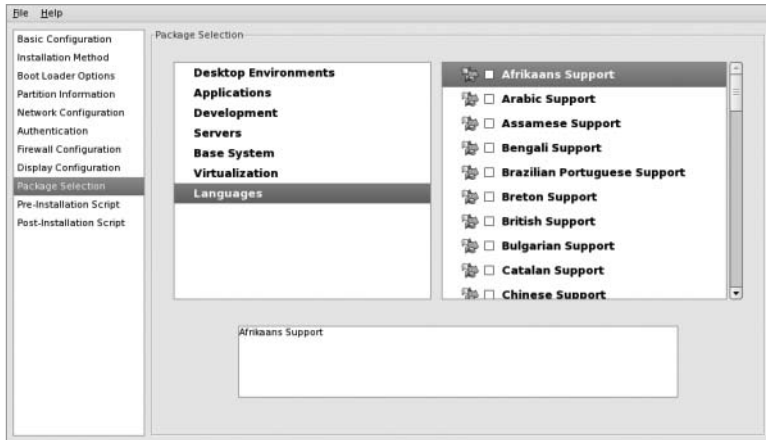 File Help
Basic Configuration
Installation Method
Boot Loader Options
Partition Information
Network Configuration
Authentication
Firewall Configuration
Display Configuration
Package Selection
Pre-Installation Script
Post-Installation Script
Package Selection
Desktop Environments
Applications
Development
Servers
Base System
Virtualization
Languages
Afrikaans Support
Arabic Support
Assamese Support
Bengali Support
Brazilian Portuguese Support
Breton Support
British Support
Bulgarian Support
Catalan Support
Chinese Support
Afrikaans Support